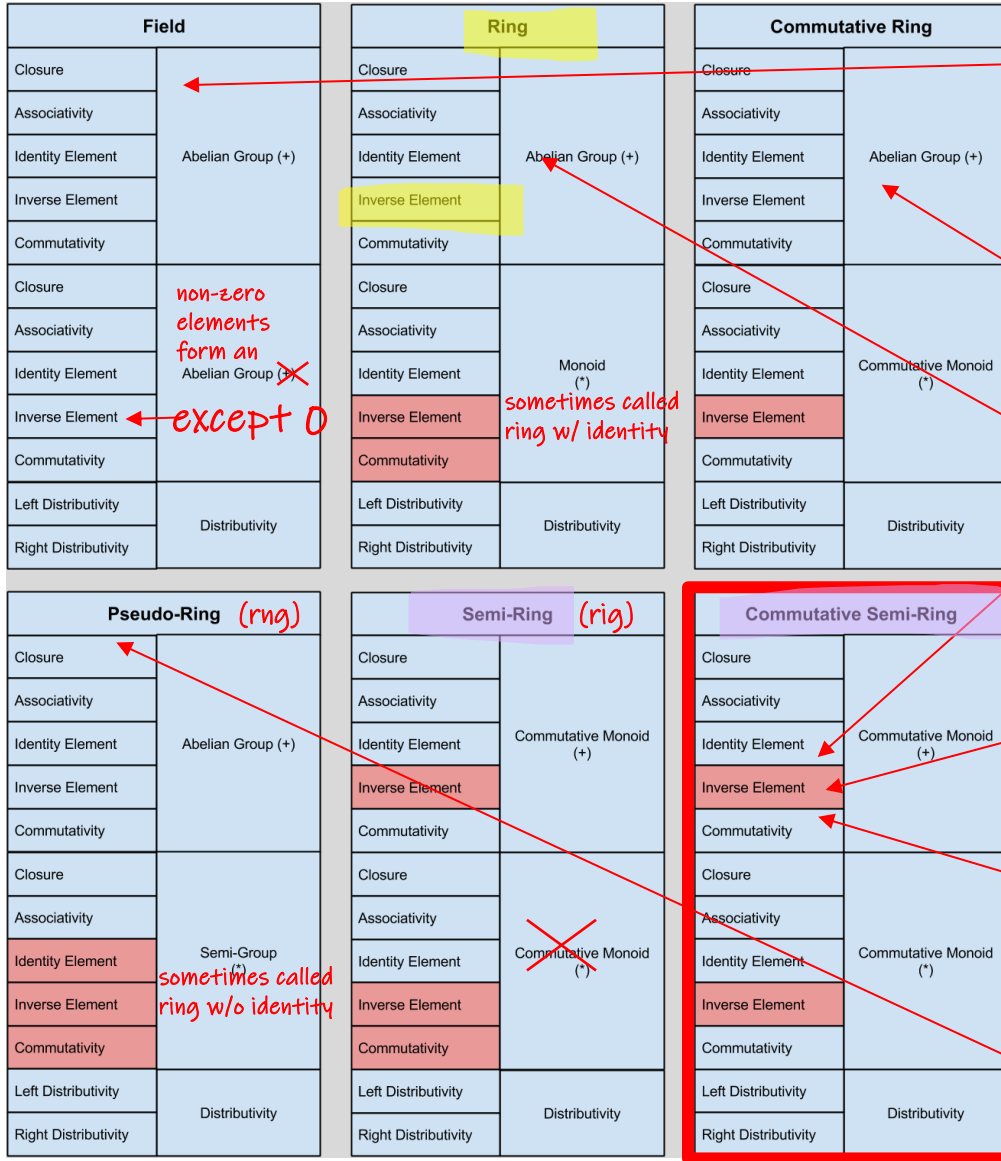 Field
Closure
Associativity
Identity Element
Inverse Element
Commutativity
Abelian Group (+)
Closure
Associativity
Identity Element
Inverse Element
Commutativity
non-zero
elements
form an
Abelian Group (+)
except 0
Left Distributivity
Right Distributivity
Distributivity
Ring
Closure
Associativity
Identity Element
Inverse Element
Commutativity
Abelian Group (+)
Closure
Associativity
Identity Element
Inverse Element
Commutativity
Monoid
(*)
sometimes called
ring w/ identity
Left Distributivity
Right Distributivity
Distributivity
Commutative Ring
Closure
Associativity
Identity Element
Inverse Element
Commutativity
Abelian Group (+)
Closure
Associativity
Identity Element
Inverse Element
Commutativity
Commutative Monoid
(*)
Left Distributivity
Right Distributivity
Distributivity
Pseudo-Ring (rng)
Closure
Associativity
Identity Element
Inverse Element
Commutativity
Abelian Group (+)
Closure
Associativity
Identity Element
Inverse Element
Commutativity
Semi-Group
(*)
sometimes called
ring w/o identity
Left Distributivity
Right Distributivity
Distributivity
Semi-Ring (rig)
Closure
Associativity
Identity Element
Inverse Element
Commutativity
Commutative Monoid
(+)
Closure
Associativity
Identity Element
Inverse Element
Commutativity
Commutative Monoid
(*)
Left Distributivity
Right Distributivity
Distributivity
Commutative Semi-Ring
Closure
Associativity
Identity Element
Inverse Element
Commutativity
Commutative Monoid
(+)
Closure
Associativity
Identity Element
Inverse Element
Commutativity
Commutative Monoid
(*)
Left Distributivity
Right Distributivity
Distributivity